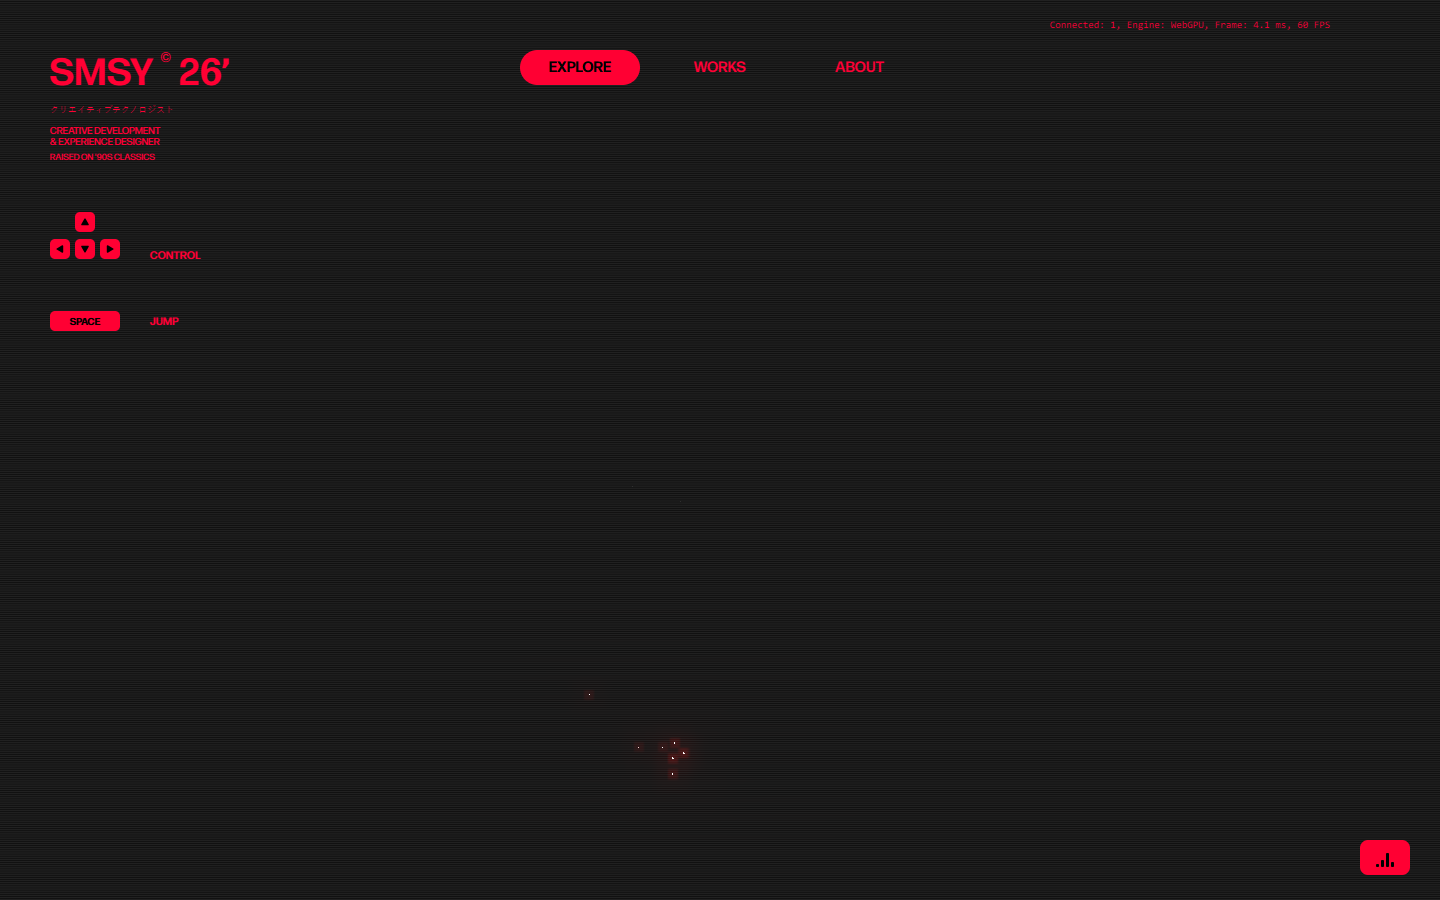 Connected: 1, Engine: WebGPU, Frame: 4.1 ms, 60 FPS
SMSY © 26’
EXPLORE
WORKS
ABOUT
クリエイティブテクノロジスト
CREATIVE DEVELOPMENT
& EXPERIENCE DESIGNER
RAISED ON ’90S CLASSICS
CONTROL
SPACE
JUMP